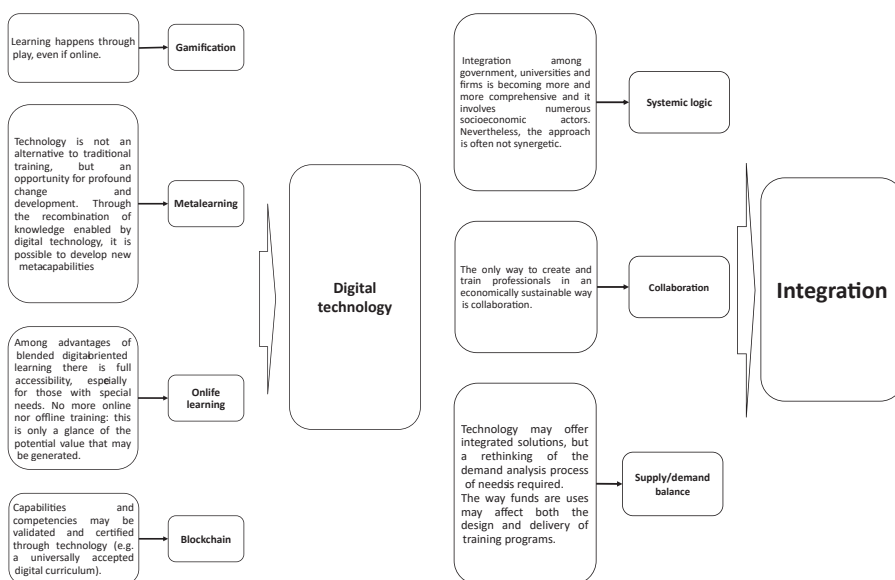 Learning happens through
play, even if online.
Gamification
Technology is not an
alternative to traditional
training, but an
opportunity for profound
change and
development. Through
the recombination of
knowledge enabled by
digital technology, it is
possible to develop new
metacapabilities
Metalearning
Among advantages of
blended digitaloriented
learning there is full
accessibility, especially
for those with special
needs. No more online
nor offline training: this
is only a glance of the
potential value that may
be generated.
Onlife
learning
Capabilities and
competencies may be
validated and certified
through technology (e.g.
a universally accepted
digital curriculum).
Blockchain
Digital
technology
Integration among
government, universities and
firms is becoming more and
more comprehensive and it
involves numerous
socioeconomic actors.
Nevertheless, the approach
is often not synergetic.
Systemic logic
The only way to create and
train professionals in an
economically sustainable way
is collaboration.
Collaboration
Technology may offer
integrated solutions, but
a rethinking of the
demand analysis process
of needsis required.
The way funds are uses
may affect both the
design and delivery of
training programs.
Supply/demand
balance
Integration